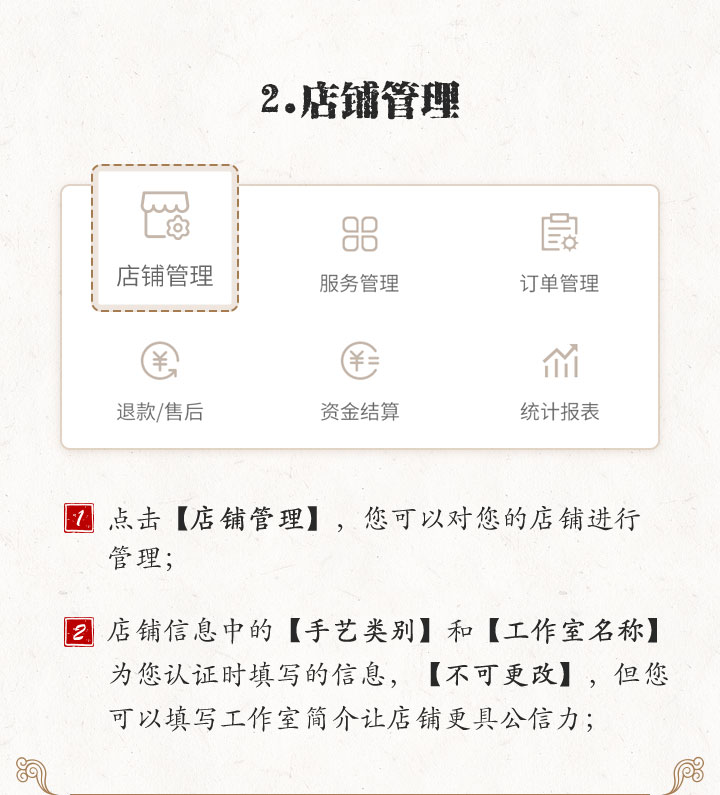 2.店铺管理
店铺管理
服务管理
订单管理
退款/售后
资金结算
统计报表
1 点击【店铺管理】，您可以对您的店铺进行
管理；
2 店铺信息中的【手艺类别】和【工作室名称】
为您认证时填写的信息，【不可更改】，但您
可以填写工作室简介让店铺更具公信力；